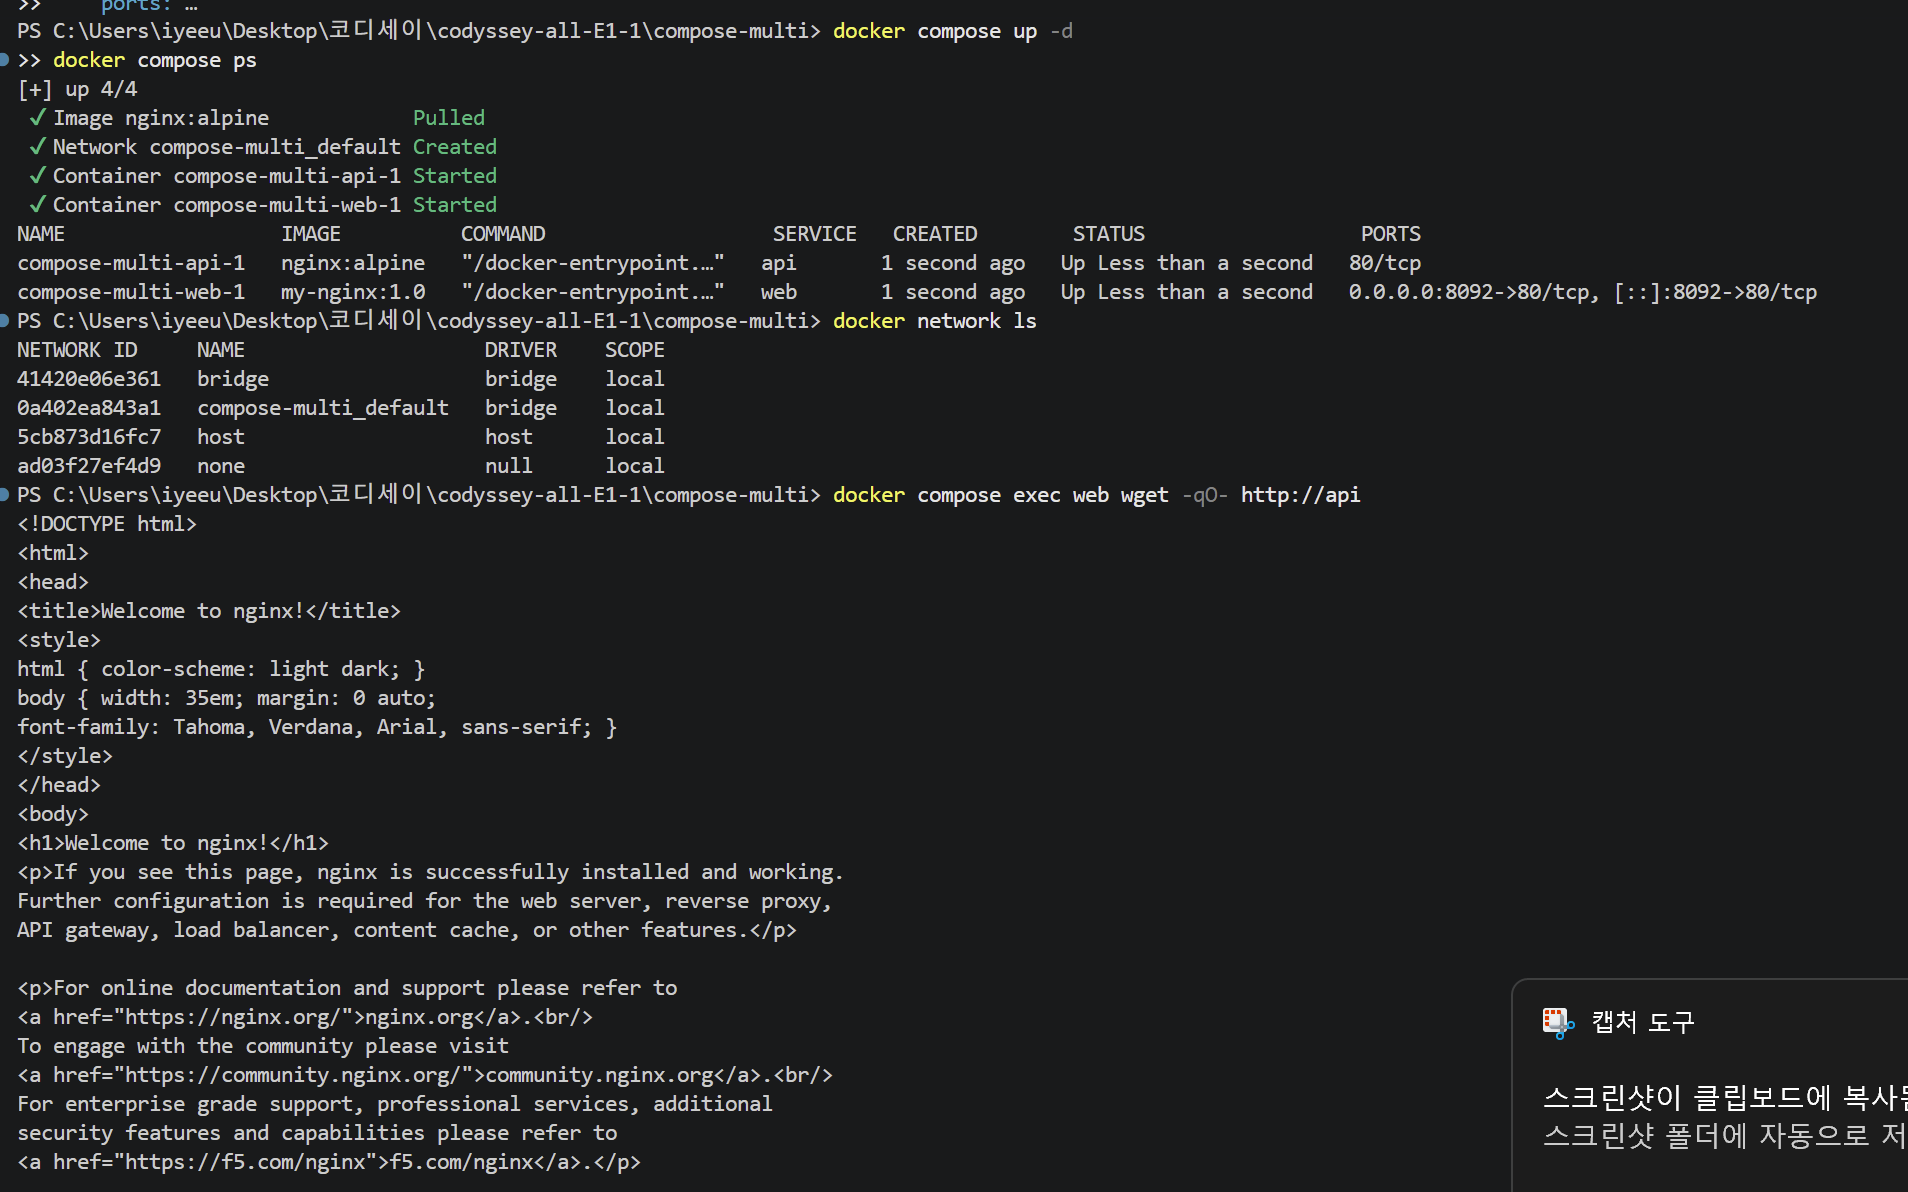 >>     ports: …
PS C:\Users\iyeeu\Desktop\코디세이\codyssey-all-E1-1\compose-multi> docker compose up -d
>> docker compose ps
[+] up 4/4
 ✓ Image nginx:alpine            Pulled
 ✓ Network compose-multi_default Created
 ✓ Container compose-multi-api-1 Started
 ✓ Container compose-multi-web-1 Started
NAME                  IMAGE          COMMAND                   SERVICE   CREATED        STATUS                  PORTS
compose-multi-api-1   nginx:alpine   "/docker-entrypoint.…"   api       1 second ago   Up Less than a second   80/tcp
compose-multi-web-1   my-nginx:1.0   "/docker-entrypoint.…"   web       1 second ago   Up Less than a second   0.0.0.0:8092->80/tcp, [::]:8092->80/tcp
PS C:\Users\iyeeu\Desktop\코디세이\codyssey-all-E1-1\compose-multi> docker network ls
NETWORK ID     NAME                    DRIVER    SCOPE
41420e06e361   bridge                  bridge    local
0a402ea843a1   compose-multi_default   bridge    local
5cb873d16fc7   host                    host      local
ad03f27ef4d9   none                    null      local
PS C:\Users\iyeeu\Desktop\코디세이\codyssey-all-E1-1\compose-multi> docker compose exec web wget -qO- http://api
<!DOCTYPE html>
<html>
<head>
<title>Welcome to nginx!</title>
<style>
html { color-scheme: light dark; }
body { width: 35em; margin: 0 auto;
font-family: Tahoma, Verdana, Arial, sans-serif; }
</style>
</head>
<body>
<h1>Welcome to nginx!</h1>
<p>If you see this page, nginx is successfully installed and working.
Further configuration is required for the web server, reverse proxy,
API gateway, load balancer, content cache, or other features.</p>

<p>For online documentation and support please refer to
<a href="https://nginx.org/">nginx.org</a>.<br/>
To engage with the community please visit
<a href="https://community.nginx.org/">community.nginx.org</a>.<br/>
For enterprise grade support, professional services, additional
security features and capabilities please refer to
<a href="https://f5.com/nginx">f5.com/nginx</a>.</p>
캡처 도구
스크린샷이 클립보드에
스크린샷 폴더에 자동으로